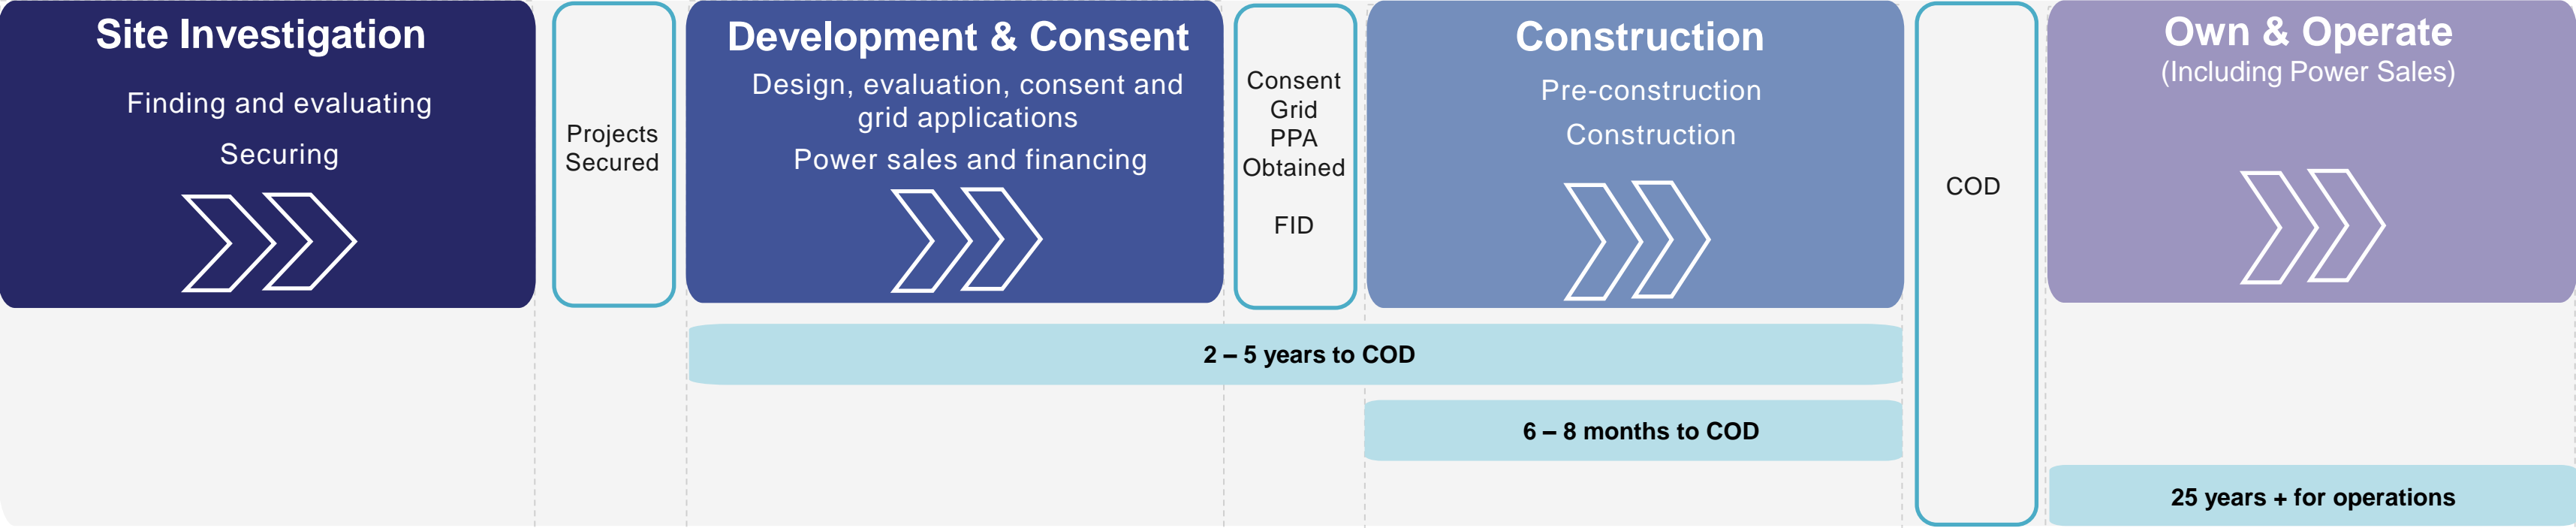 Site Investigation
Finding and evaluating
Securing
Projects
Secured
Development & Consent
Design, evaluation, consent and
grid applications
Power sales and financing
Consent
Grid
PPA
Obtained
FID
Construction
Pre-construction
Construction
COD
Own & Operate
(Including Power Sales)
2 – 5 years to COD
6 – 8 months to COD
25 years + for operations